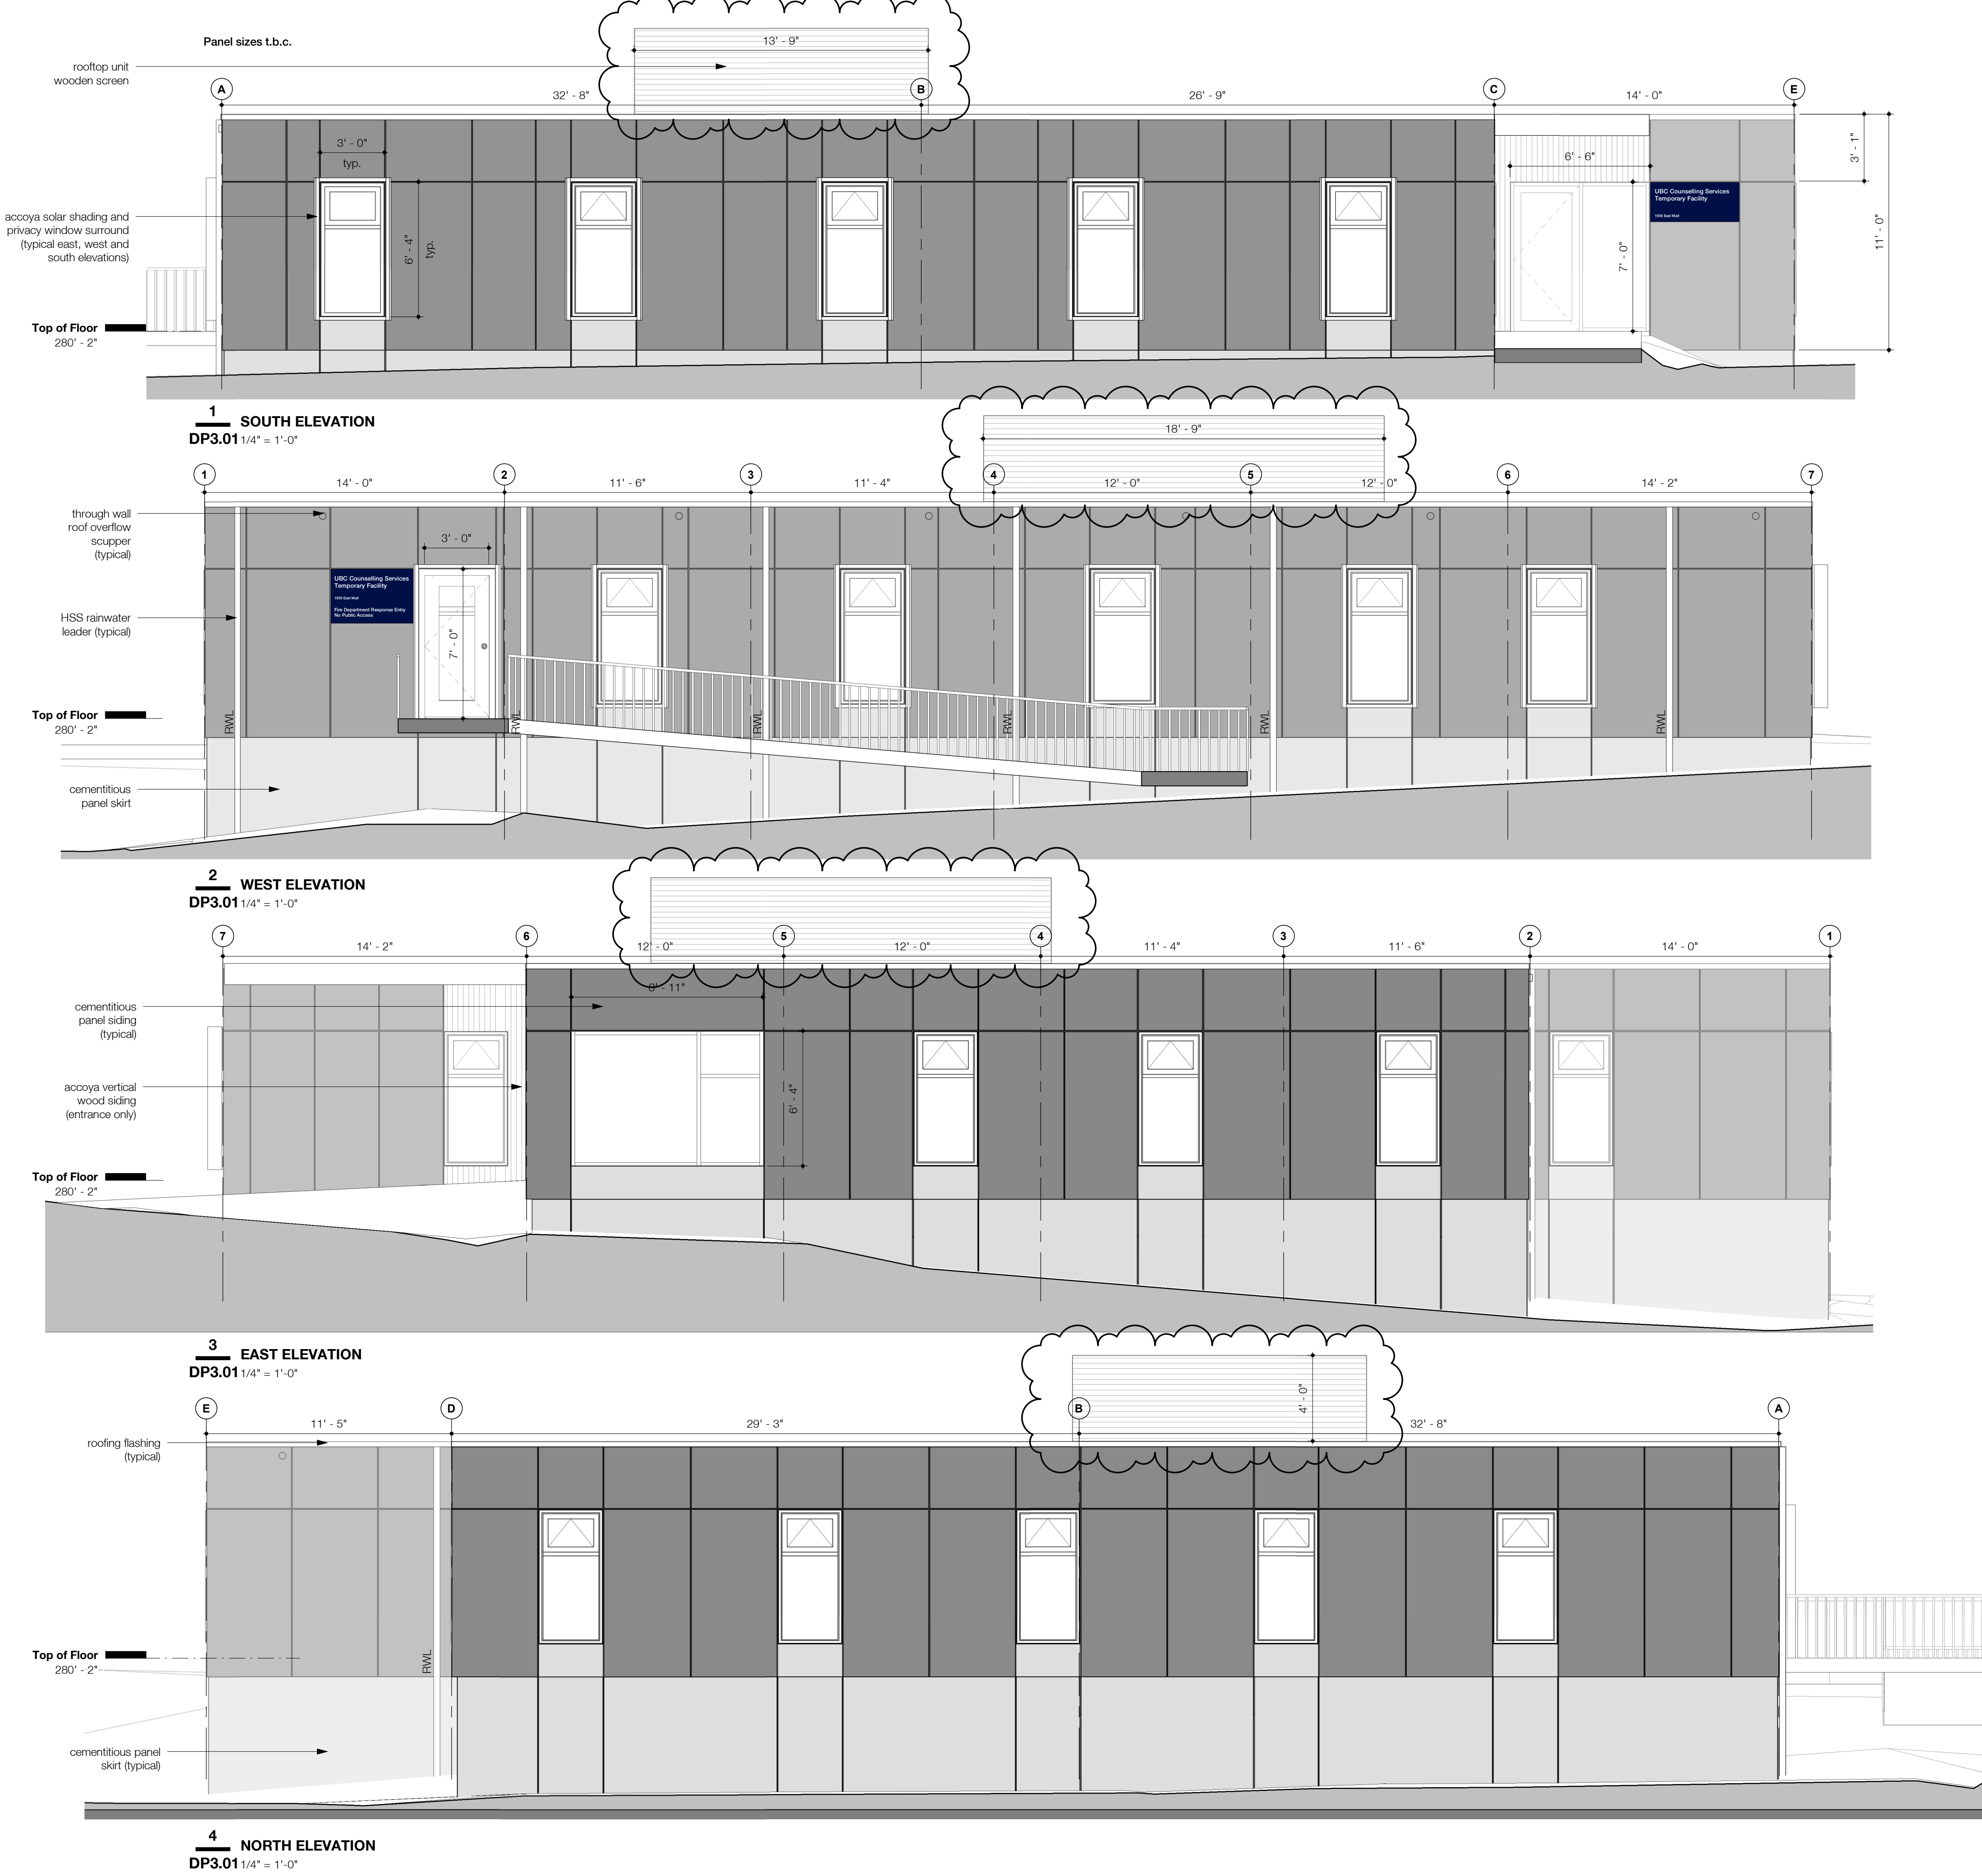 Panel sizes t.b.c.
rooftop unit
wooden screen
13' - 9"
A
32' - 8"
B
26' - 9"
C
14' - 0"
E
3' - 0"
typ.
6' - 6"
3' - 1"
UBC Counselling Services
Temporary Facility
1930 East Mall
accoya solar shading and
privacy window surround
(typical east, west and
south elevations)
6' - 4"
typ.
7' - 0"
11' - 0"
Top of Floor
280' - 2"
1
SOUTH ELEVATION
DP3.01 1/4" = 1'-0"
18' - 9"
1
14' - 0"
2
11' - 6"
3
11' - 4"
4
12' - 0"
5
12' - 0"
6
14' - 2"
7
through wall
roof overflow
scupper
(typical)
3' - 0"
UBC Counselling Services
Temporary Facility
1930 East Mall
Fire Department Response Entry
No Public Access
HSS rainwater
leader (typical)
7' - 0"
Top of Floor
280' - 2"
RWL
RWL
RWL
RWL
RWL
RWL
cementitious
panel skirt
2
WEST ELEVATION
DP3.01 1/4" = 1'-0"
7
14' - 2"
6
12' - 0"
5
12' - 0"
4
11' - 4"
3
11' - 6"
2
14' - 0"
1
8' - 11"
cementitious
panel siding
(typical)
accoya vertical
wood siding
(entrance only)
6' - 4"
Top of Floor
280' - 2"
3
EAST ELEVATION
DP3.01 1/4" = 1'-0"
4' - 0"
E
11' - 5"
D
29' - 3"
B
32' - 8"
A
roofing flashing
(typical)
Top of Floor
280' - 2"
RWL
cementitious panel
skirt (typical)
4
NORTH ELEVATION
DP3.01 1/4" = 1'-0"